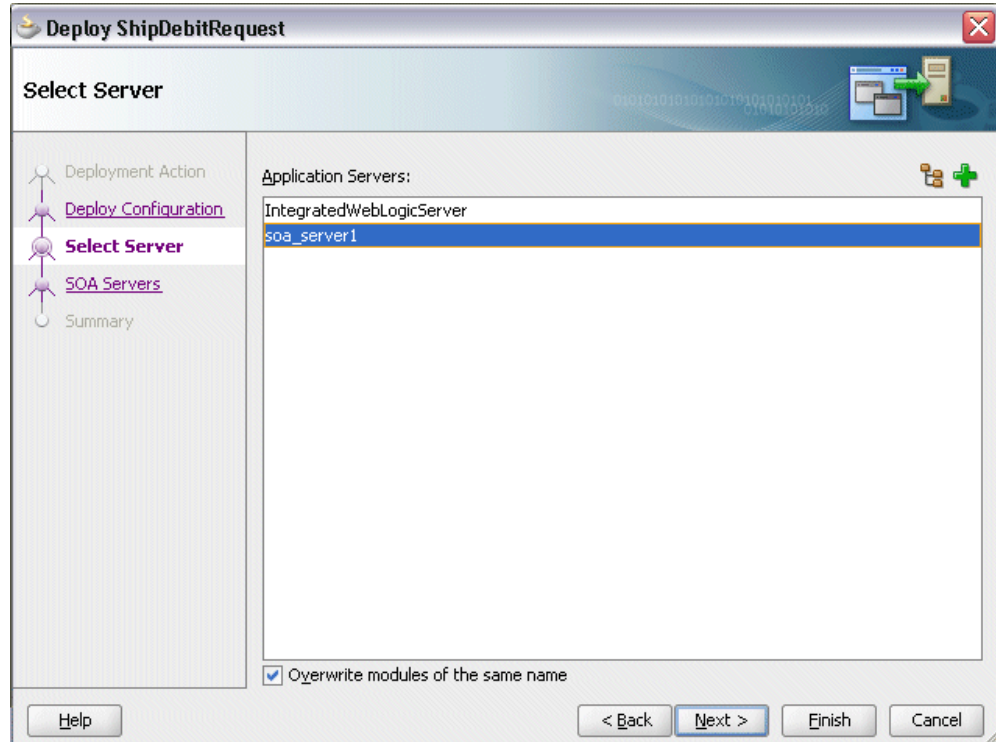 Deploy ShipDebitRequest
Select Server
Deployment Action
Deploy Configuration
Select Server
SOA Servers
Summary
Application Servers:
IntegratedWebLogicServer
soa_server1
Overwrite modules of the same name
Help
< Back
Next >
Finish
Cancel